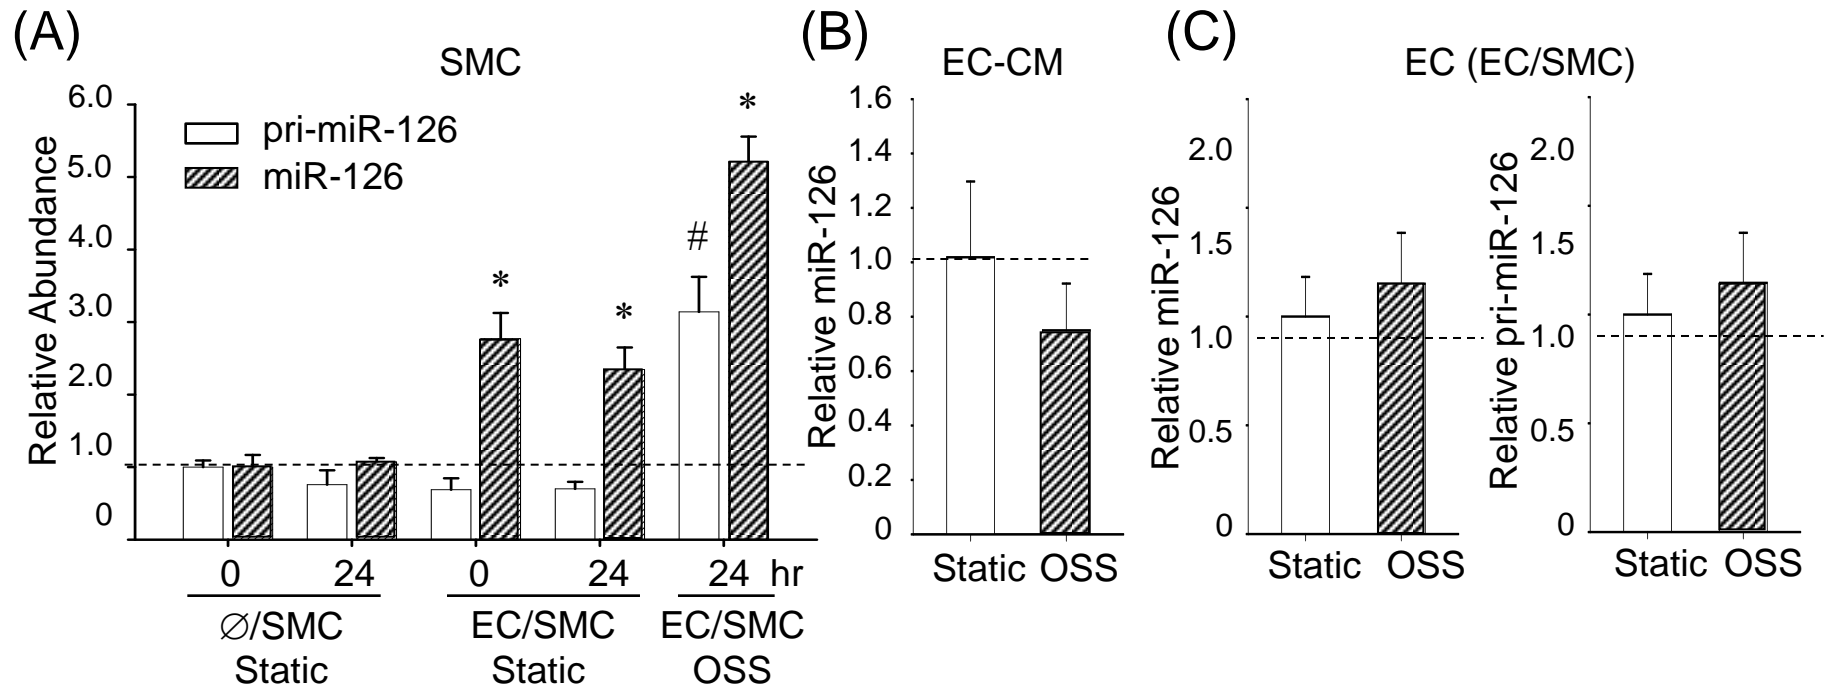 (A)
SMC
6.0
5.0
4.0
3.0
2.0
1.0
0
Relative Abundance
pri-miR-126
miR-126
*
*
#
*
0 24 0 24 24 hr
∅/SMC EC/SMC EC/SMC
Static Static OSS
(B)
EC-CM
1.6
1.4
1.2
1.0
0.8
0.6
0.4
0.2
0
Relative miR-126
Static OSS
(C)
EC (EC/SMC)
2.0
1.5
1.0
0.5
0
Relative miR-126
Static OSS
2.0
1.5
1.0
0.5
0
Relative pri-miR-126
Static OSS